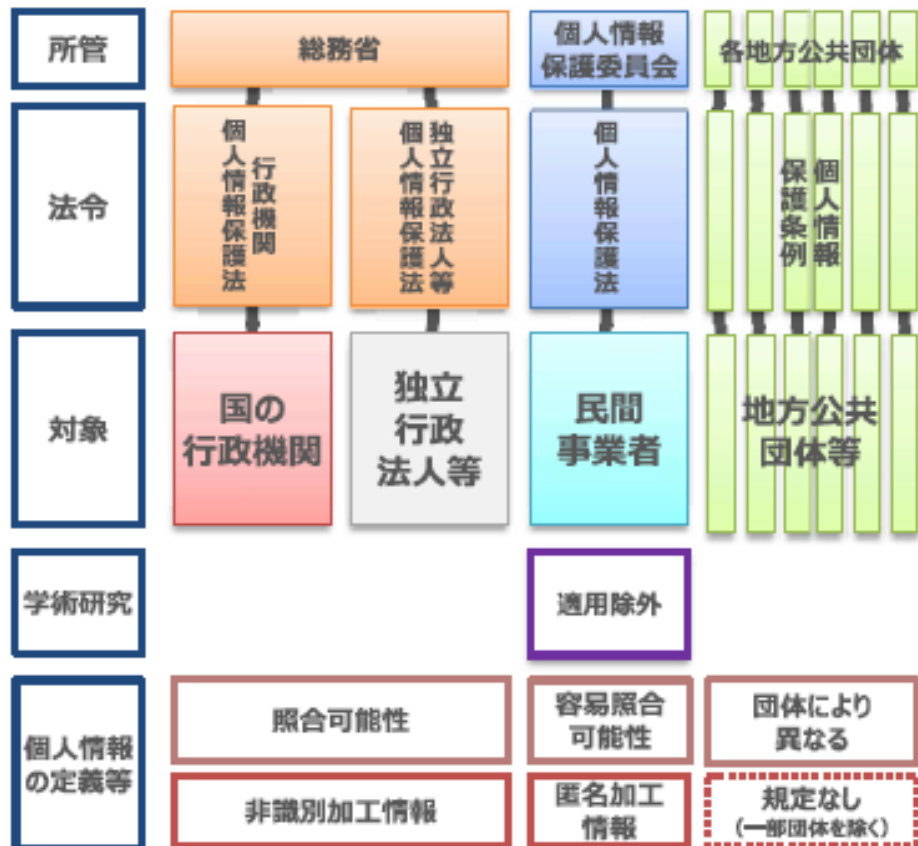 所管
総務省
個人情報
保護委員会
各地方公共団体
法令
行政機関
個人情報保護法
独立行政法人等
個人情報保護法
個人情報保護法
個人情報
保護条例
対象
国の
行政機関
独立
行政
法人等
民間
事業者
地方公共
団体等
学術研究
適用除外
個人情報
の定義等
照合可能性
容易照合
可能性
団体により
異なる
非識別加工情報
匿名加工
情報
規定なし
(一部団体を除く)